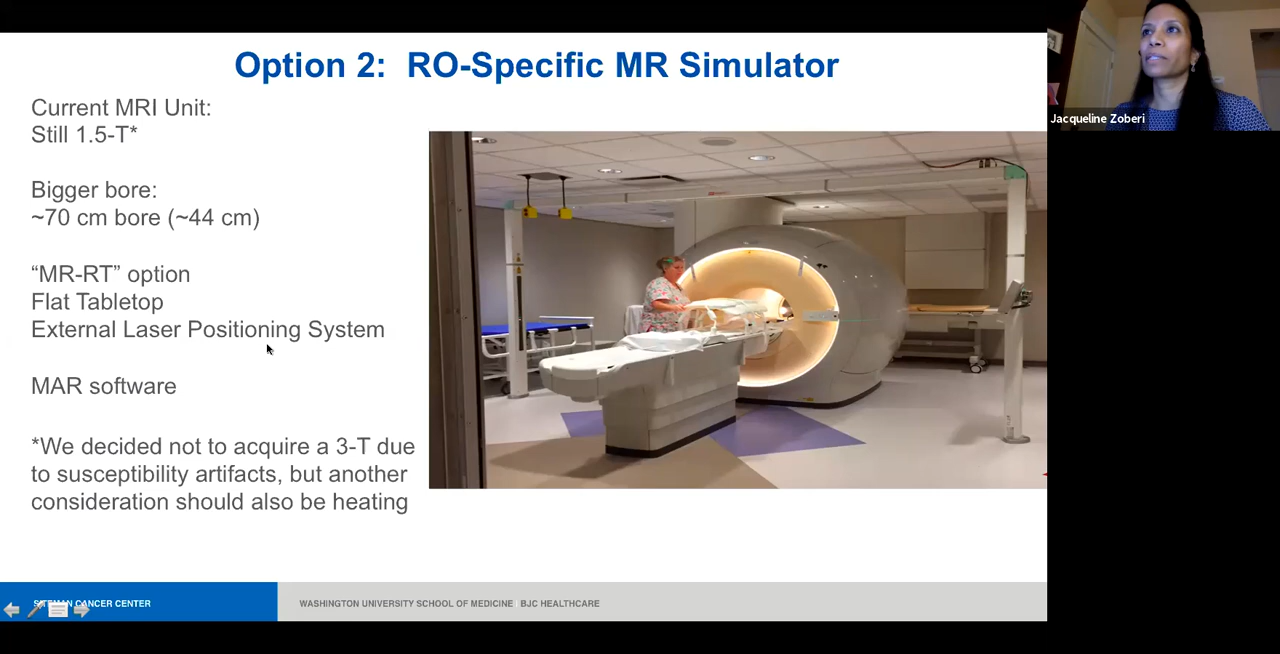 Option 2: RO-Specific MR Simulator
Current MRI Unit:
Still 1.5-T*
Bigger bore:
~70 cm bore (~44 cm)
“MR-RT” option
Flat Tabletop
External Laser Positioning System
MAR software
*We decided not to acquire a 3-T due
to susceptibility artifacts, but another
consideration should also be heating
SITEMAN CANCER CENTER
WASHINGTON UNIVERSITY SCHOOL OF MEDICINE BJC HEALTHCARE
Jacqueline Zoberi